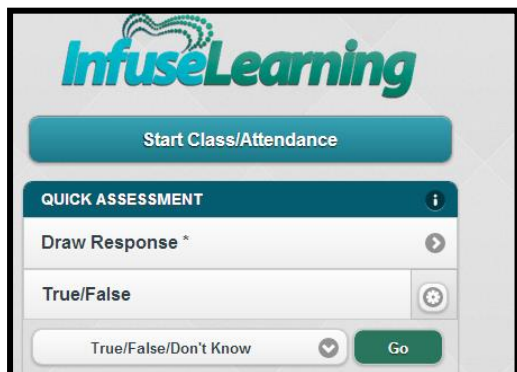 InfuseLearning
Start Class/Attendance
QUICK ASSESSMENT i
Draw Response *
True/False
True/False/Don't Know Go